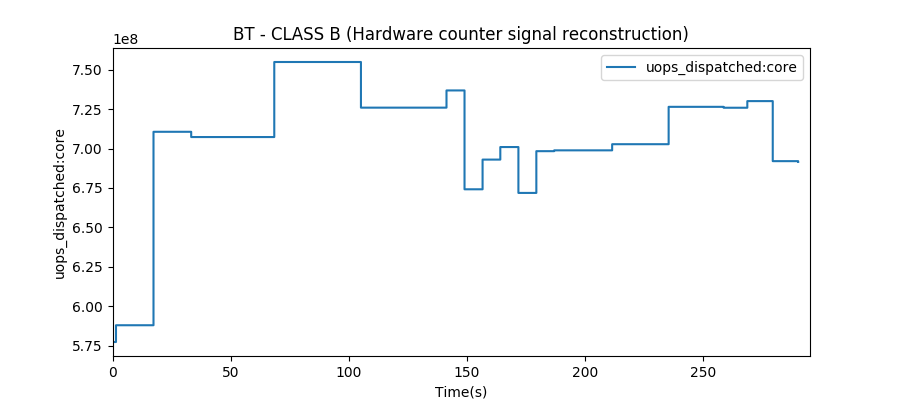 BT - CLASS B (Hardware counter signal reconstruction)
1e8
uops_dispatched:core
7.50
7.25
7.00
6.75
6.50
6.25
6.00
5.75
uops_dispatched:core
0 50 100 150 200 250
Time(s)